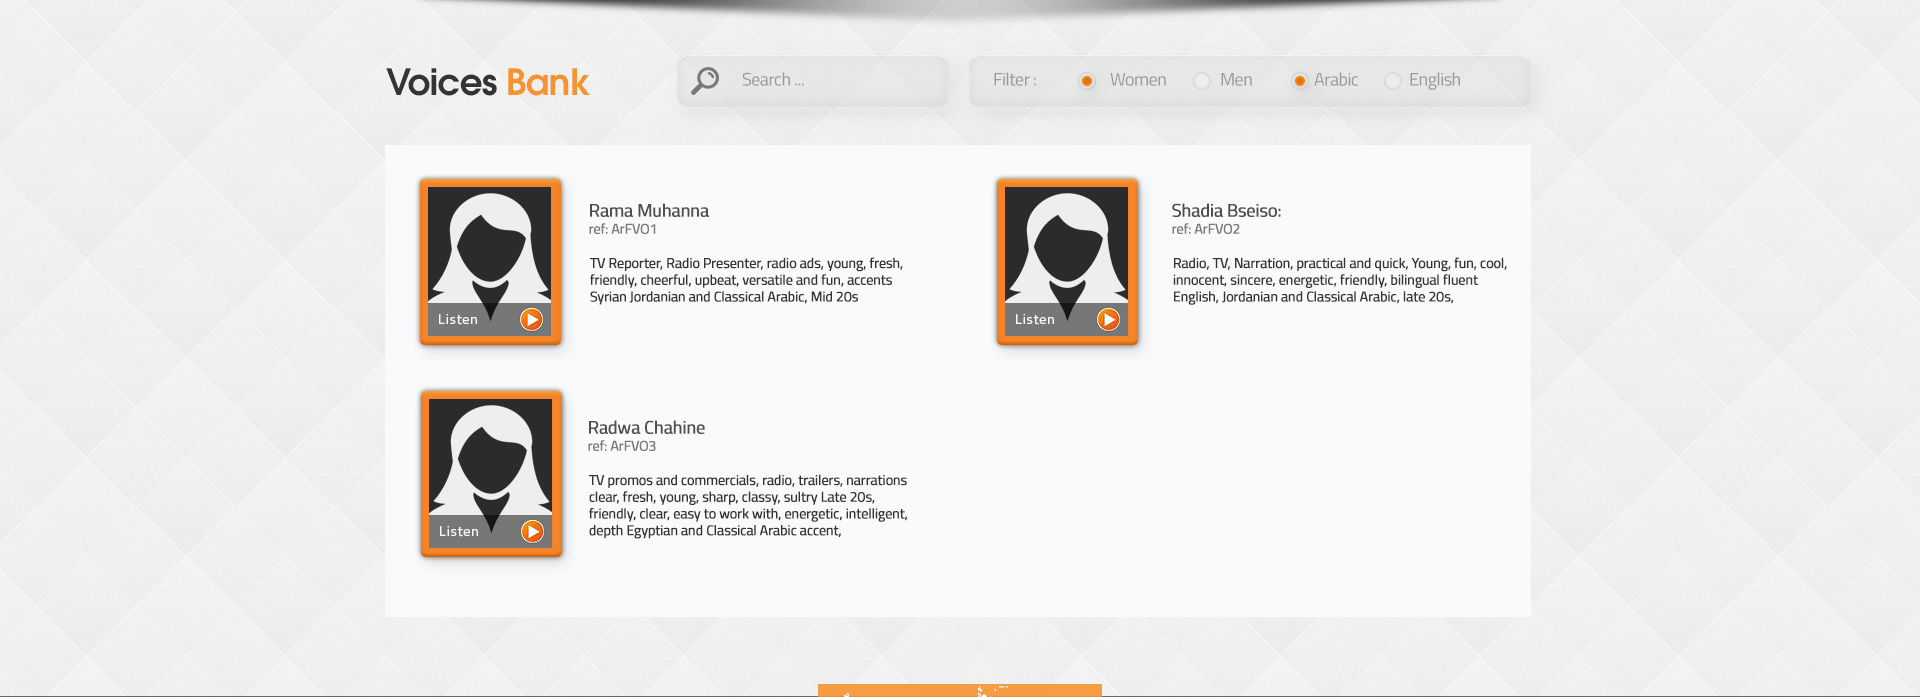 Voices Bank
Search ...
Filter : Women Men Arabic English
Rama Muhanna
ref: ArFVO1
TV Reporter, Radio Presenter, radio ads, young, fresh,
friendly, cheerful, upbeat, versatile and fun, accents
Syrian Jordanian and Classical Arabic, Mid 20s
Listen
Shadia Bseiso:
ref: ArFVO2
Radio, TV, Narration, practical and quick, Young, fun, cool,
innocent, sincere, energetic, friendly, bilingual fluent
English, Jordanian and Classical Arabic, late 20s,
Listen
Radwa Chahine
ref: ArFVO3
TV promos and commercials, radio, trailers, narrations
clear, fresh, young, sharp, classy, sultry Late 20s,
friendly, clear, easy to work with, energetic, intelligent,
depth Egyptian and Classical Arabic accent,
Listen